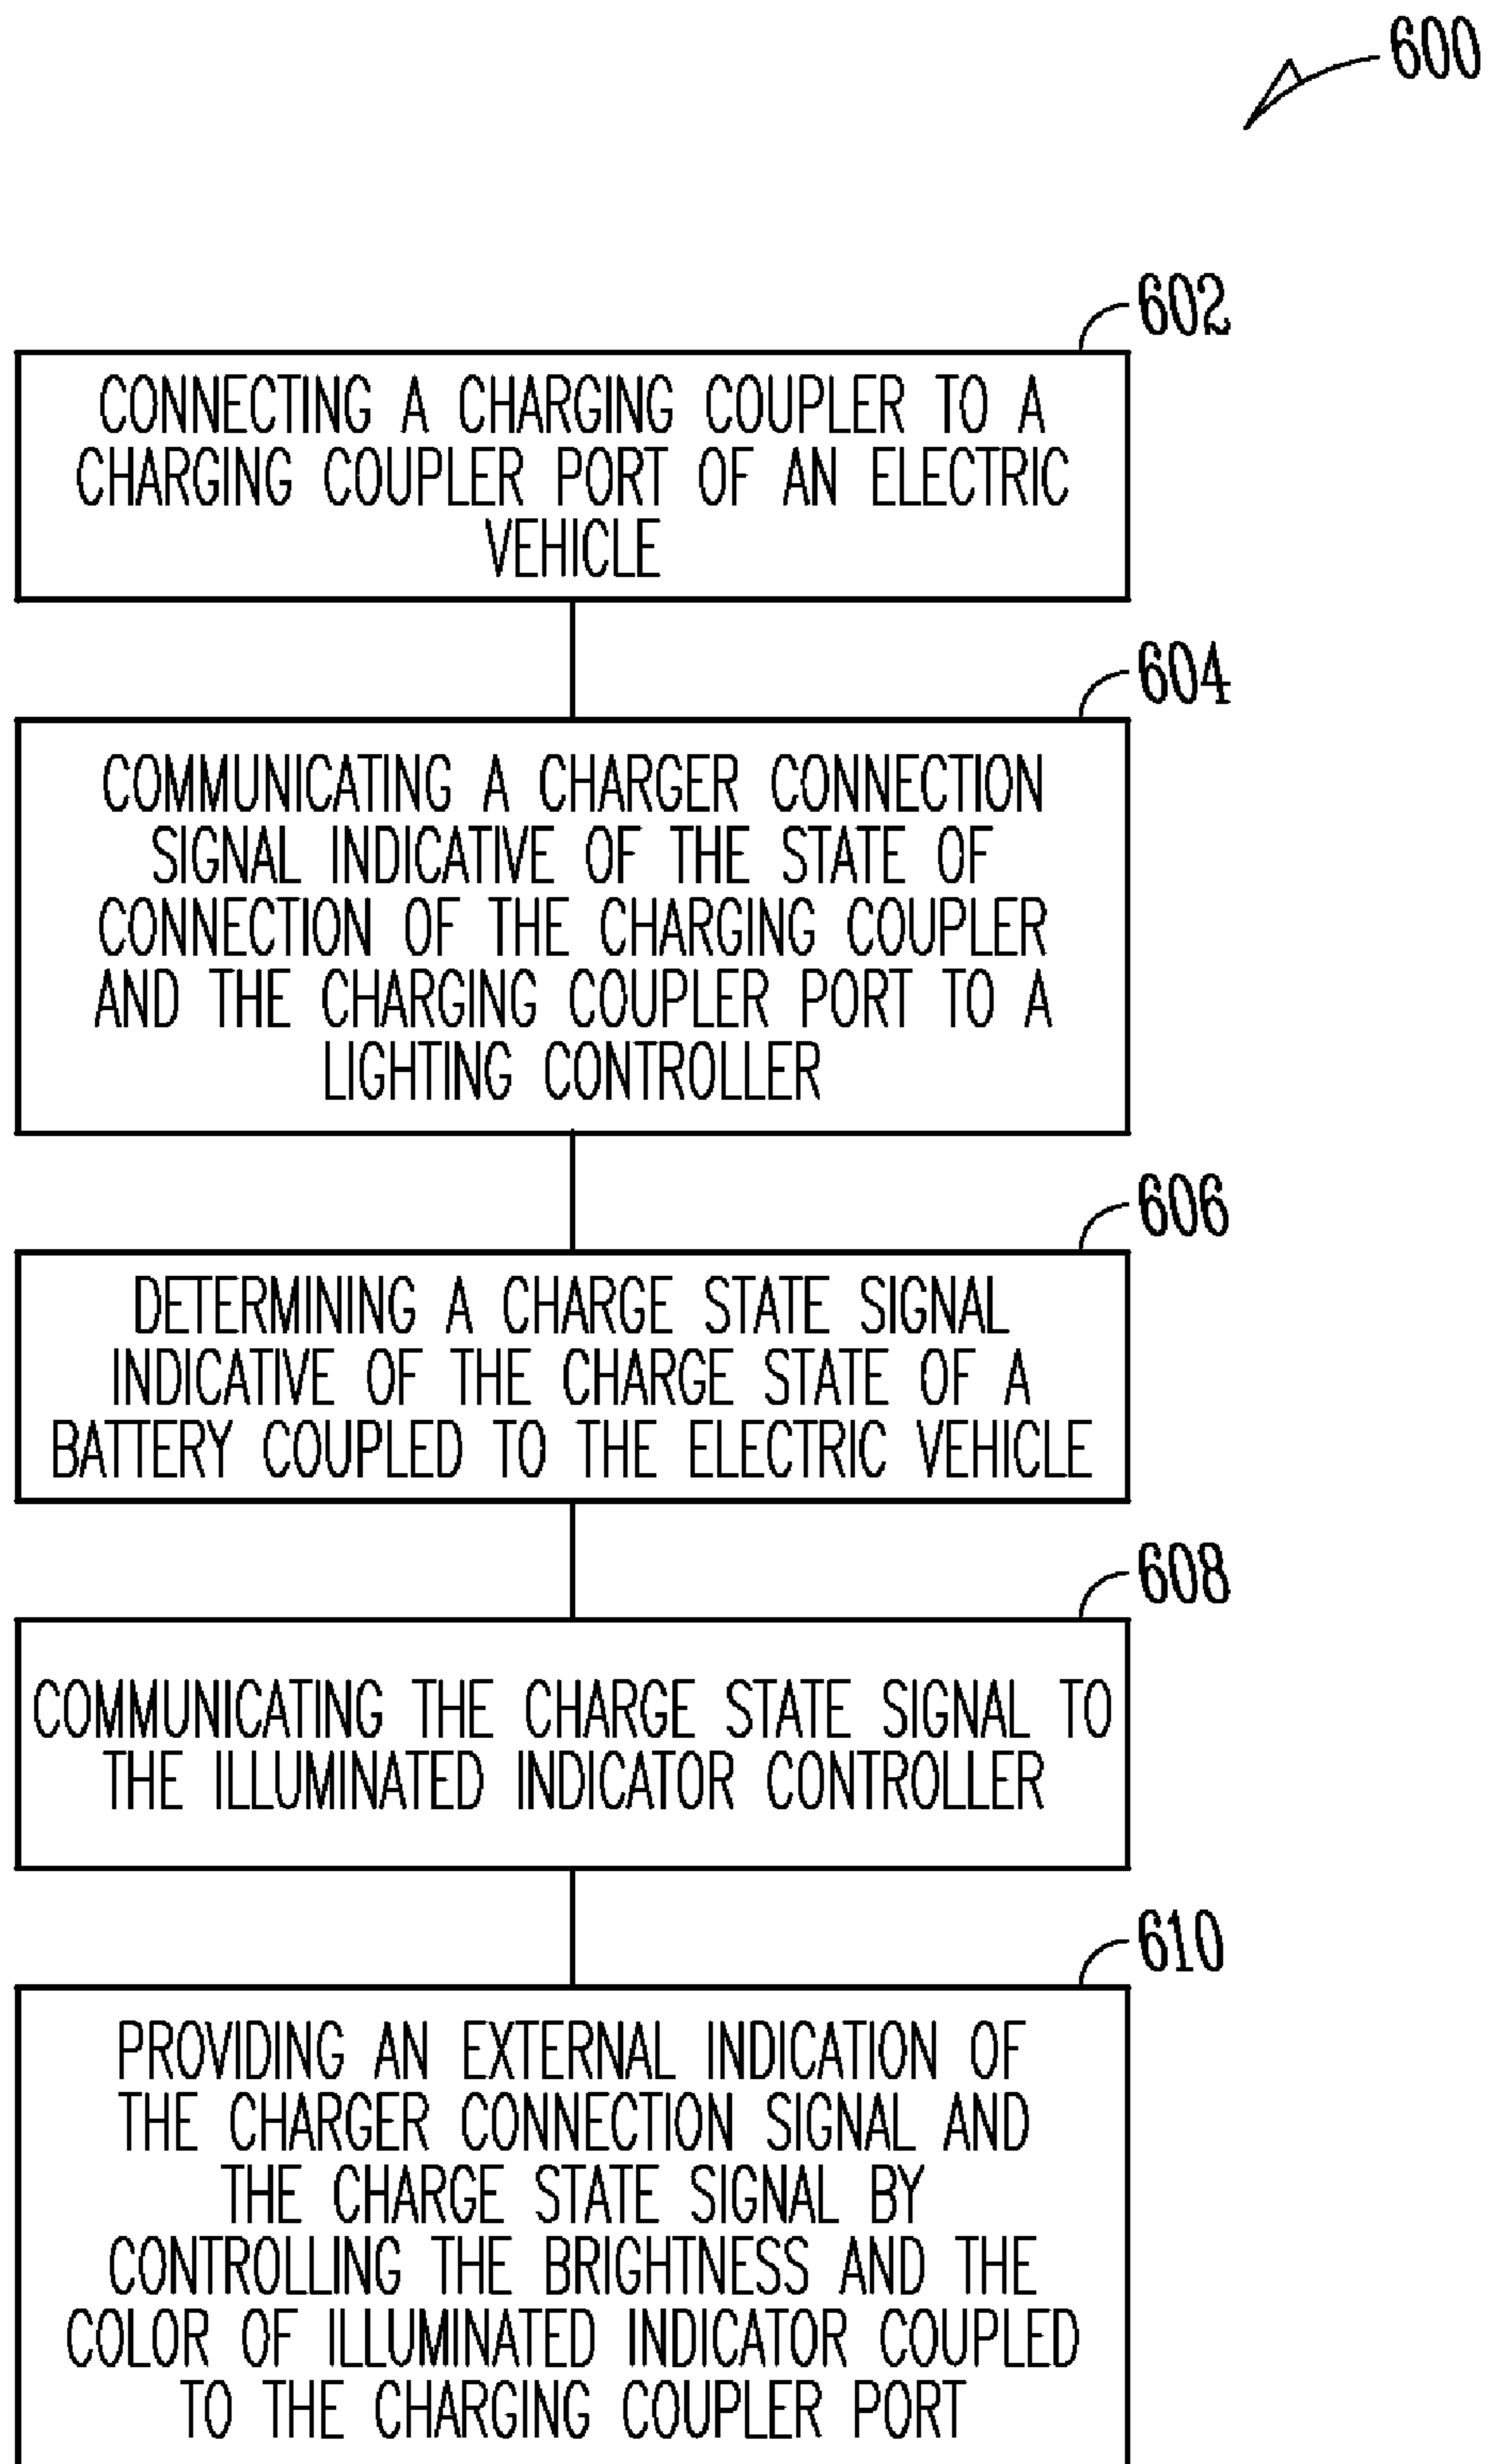 600
602
CONNECTING A CHARGING COUPLER TO A
CHARGING COUPLER PORT OF AN ELECTRIC
VEHICLE
604
COMMUNICATING A CHARGER CONNECTION
SIGNAL INDICATIVE OF THE STATE OF
CONNECTION OF THE CHARGING COUPLER
AND THE CHARGING COUPLER PORT TO A
LIGHTING CONTROLLER
606
DETERMINING A CHARGE STATE SIGNAL
INDICATIVE OF THE CHARGE STATE OF A
BATTERY COUPLED TO THE ELECTRIC VEHICLE
608
COMMUNICATING THE CHARGE STATE SIGNAL TO
THE ILLUMINATED INDICATOR CONTROLLER
610
PROVIDING AN EXTERNAL INDICATION OF
THE CHARGER CONNECTION SIGNAL AND
THE CHARGE STATE SIGNAL BY
CONTROLLING THE BRIGHTNESS AND THE
COLOR OF ILLUMINATED INDICATOR COUPLED
TO THE CHARGING COUPLER PORT